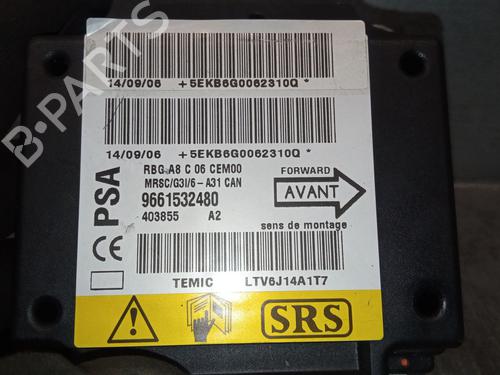 14/09/06 +5EKB6G0062310Q *
14/09/06 +5EKB6G0062310Q *
PSA
RBG A8 C 06 CEM00
MRSC/G3I/6-A31 CAN
9661532480
403855 A2
FORWARD
AVANT
sens de montage
CE
TEMIC LTV6J14A1T7
SRS
B-PARTS